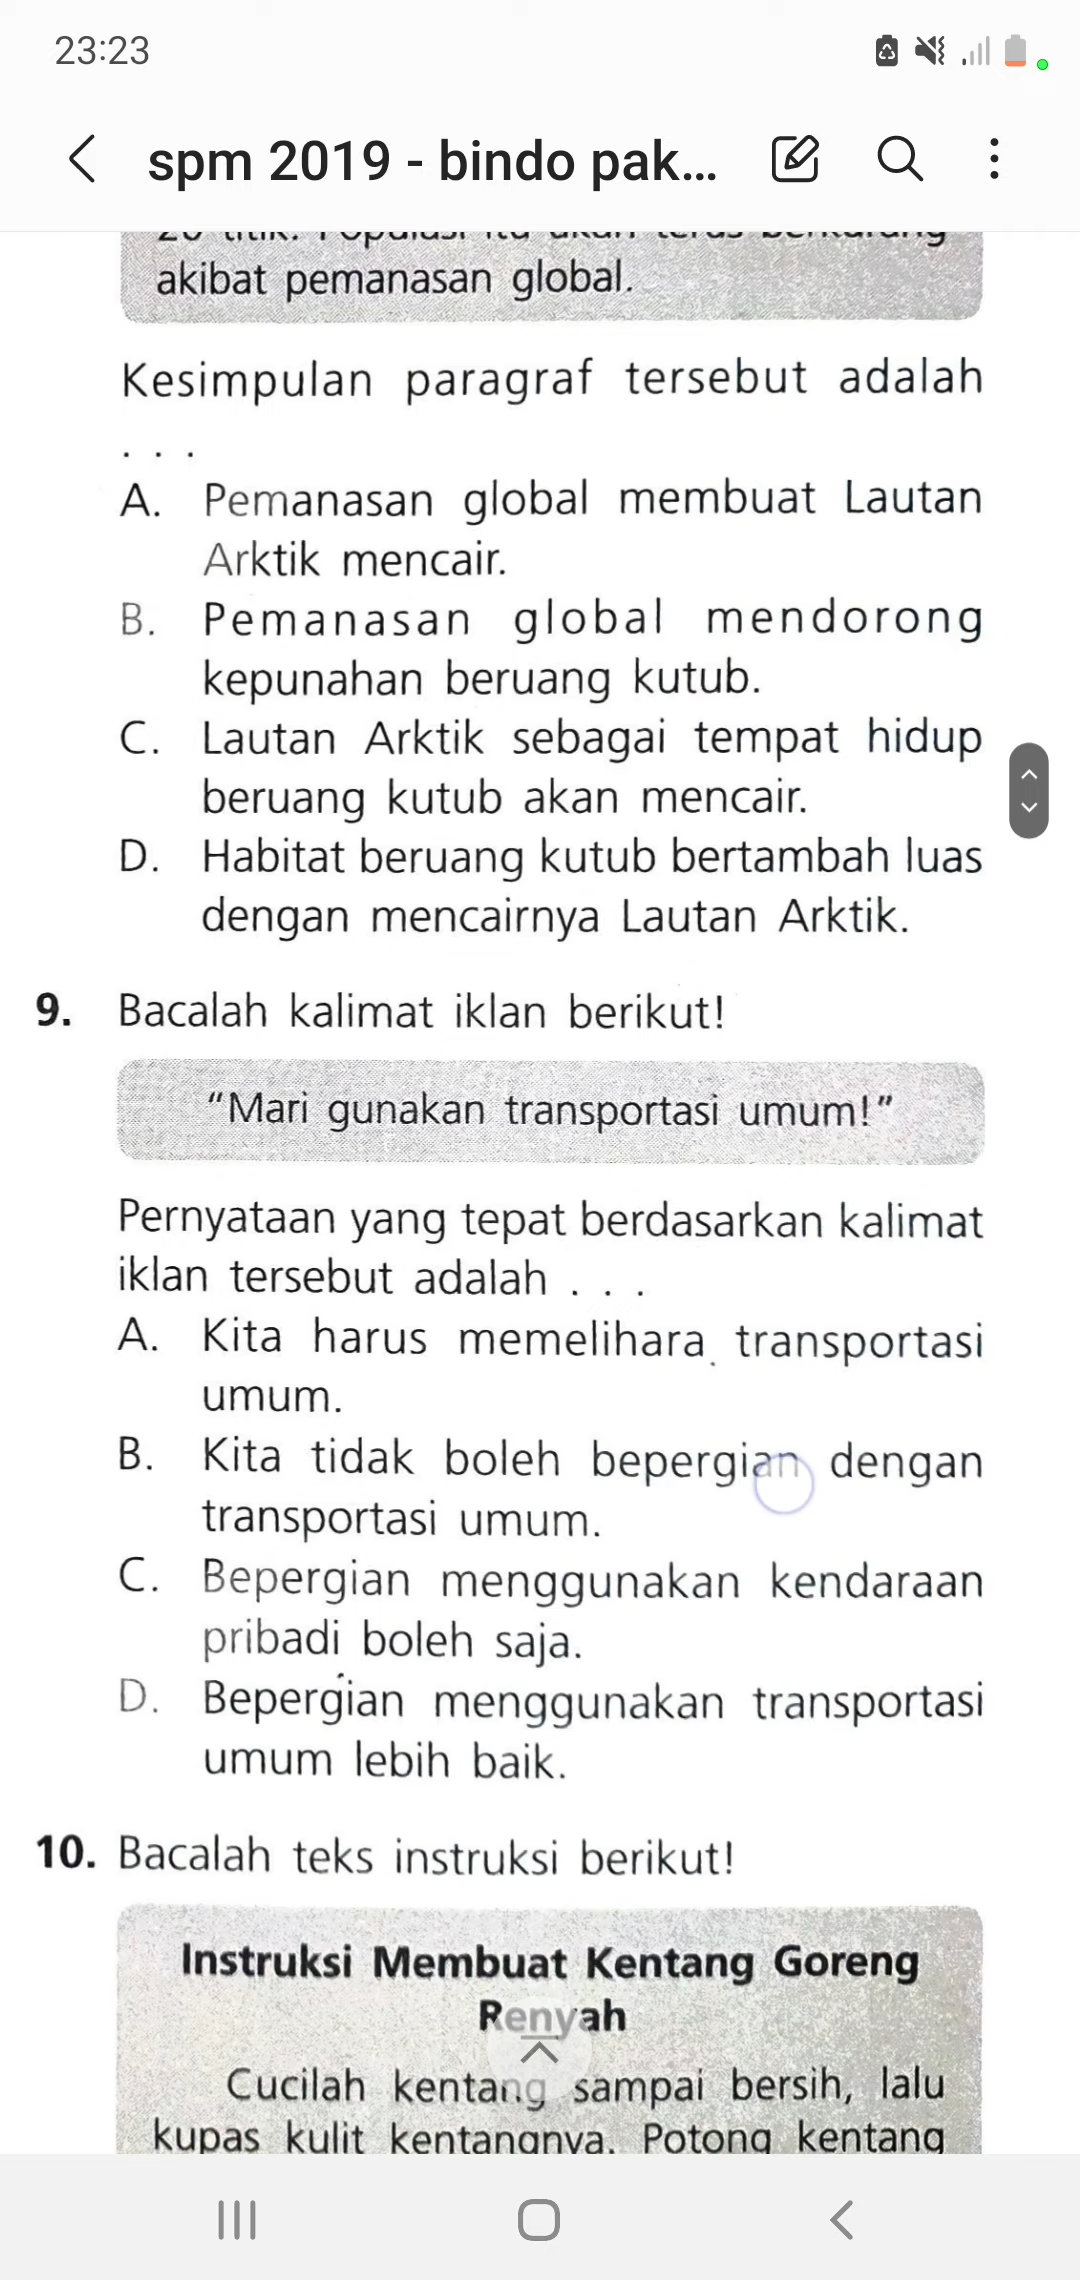 23:23
spm 2019 - bindo pak...
akibat pemanasan global.
Kesimpulan paragraf tersebut adalah
. . .
A. Pemanasan global membuat Lautan
Arktik mencair.
B. Pemanasan global mendorong
kepunahan beruang kutub.
C. Lautan Arktik sebagai tempat hidup
beruang kutub akan mencair.
D. Habitat beruang kutub bertambah luas
dengan mencairnya Lautan Arktik.
9. Bacalah kalimat iklan berikut!
"Mari gunakan transportasi umum!"
Pernyataan yang tepat berdasarkan kalimat
iklan tersebut adalah . . .
A. Kita harus memelihara transportasi
umum.
B. Kita tidak boleh bepergian dengan
transportasi umum.
C. Bepergian menggunakan kendaraan
pribadi boleh saja.
D. Bepergian menggunakan transportasi
umum lebih baik.
10. Bacalah teks instruksi berikut!
Instruksi Membuat Kentang Goreng
Renyah
Cucilah kentang sampai bersih, lalu
kupas kulit kentangnya. Potong kentang